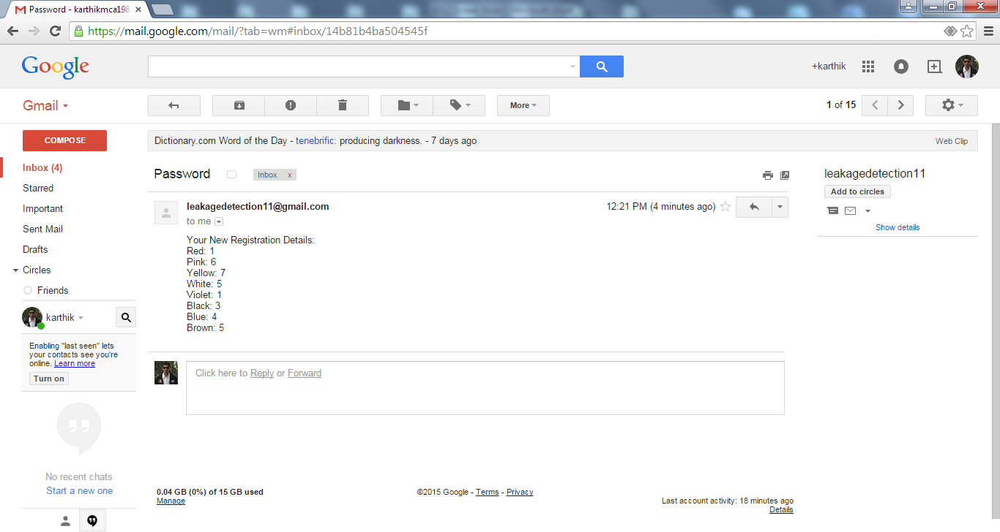 Password - karthikmca198
https://mail.google.com/mail/?tab=wm#inbox/14b81b4ba504545f
Google
+karthik
Gmail
More
1 of 15
COMPOSE
Dictionary.com Word of the Day - tenebrific: producing darkness. - 7 days ago
Web Clip
Inbox (4)
Starred
Important
Sent Mail
Drafts
Circles
Friends
karthik
Enabling "last seen" lets
your contacts see you're
online. Learn more
Turn on
No recent chats
Start a new one
Password
Inbox x
leakagedetection11@gmail.com
12:21 PM (4 minutes ago)
to me
Your New Registration Details:
Red: 1
Pink: 6
Yellow: 7
White: 5
Violet: 1
Black: 3
Blue: 4
Brown: 5
Click here to Reply or Forward
leakagedetection11
Add to circles
Show details
0.04 GB (0%) of 15 GB used
Manage
©2015 Google - Terms - Privacy
Last account activity: 18 minutes ago
Details